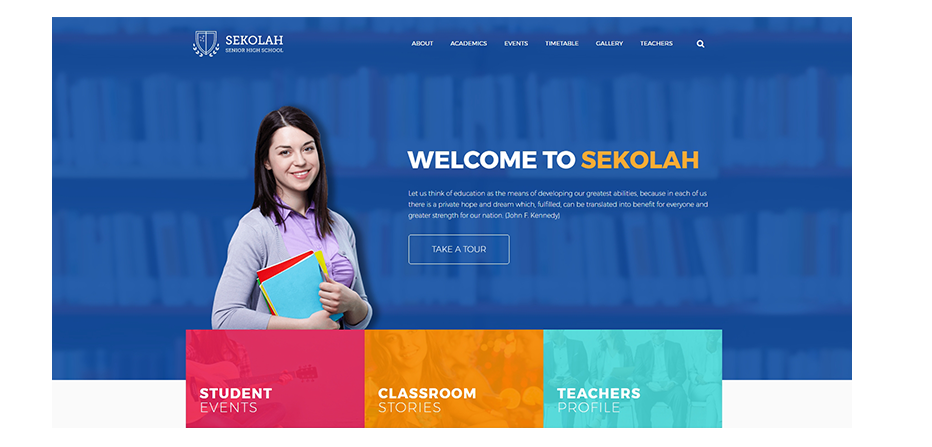 SEKOLAH
SENIOR HIGH SCHOOL
ABOUT ACADEMICS EVENTS TIMETABLE GALLERY TEACHERS
WELCOME TO SEKOLAH
Let us think of education as the means of developing our greatest abilities, because in each of us
there is a private hope and dream which, fulfilled, can be translated into benefit for everyone and
greater strength for our nation. (John F. Kennedy)
TAKE A TOUR
STUDENT
EVENTS
CLASSROOM
STORIES
TEACHERS
PROFILE